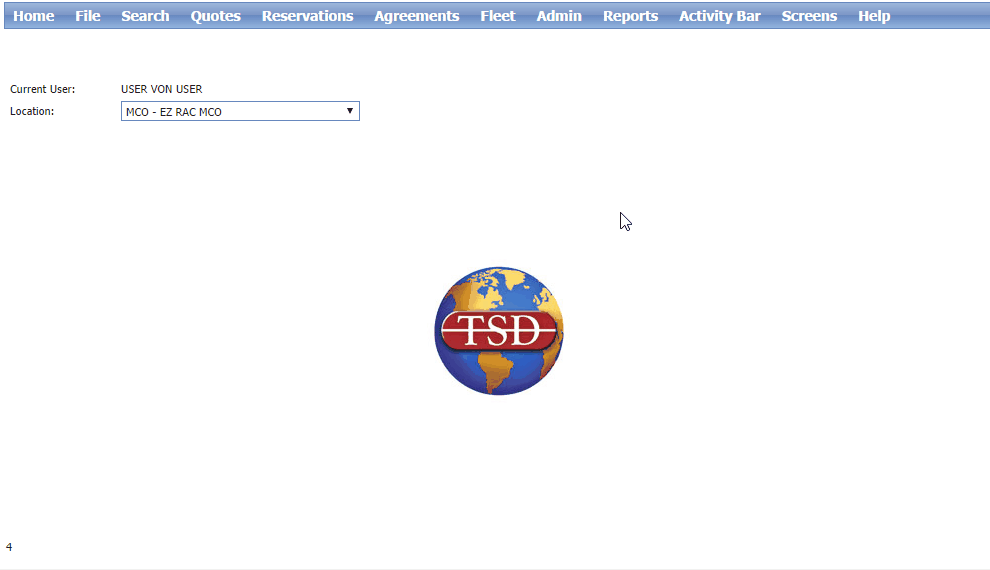 Home File Search Quotes Reservations Agreements Fleet Admin Reports Activity Bar Screens Help
Current User: USER VON USER
Location: MCO - EZ RAC MCO
TSD
4